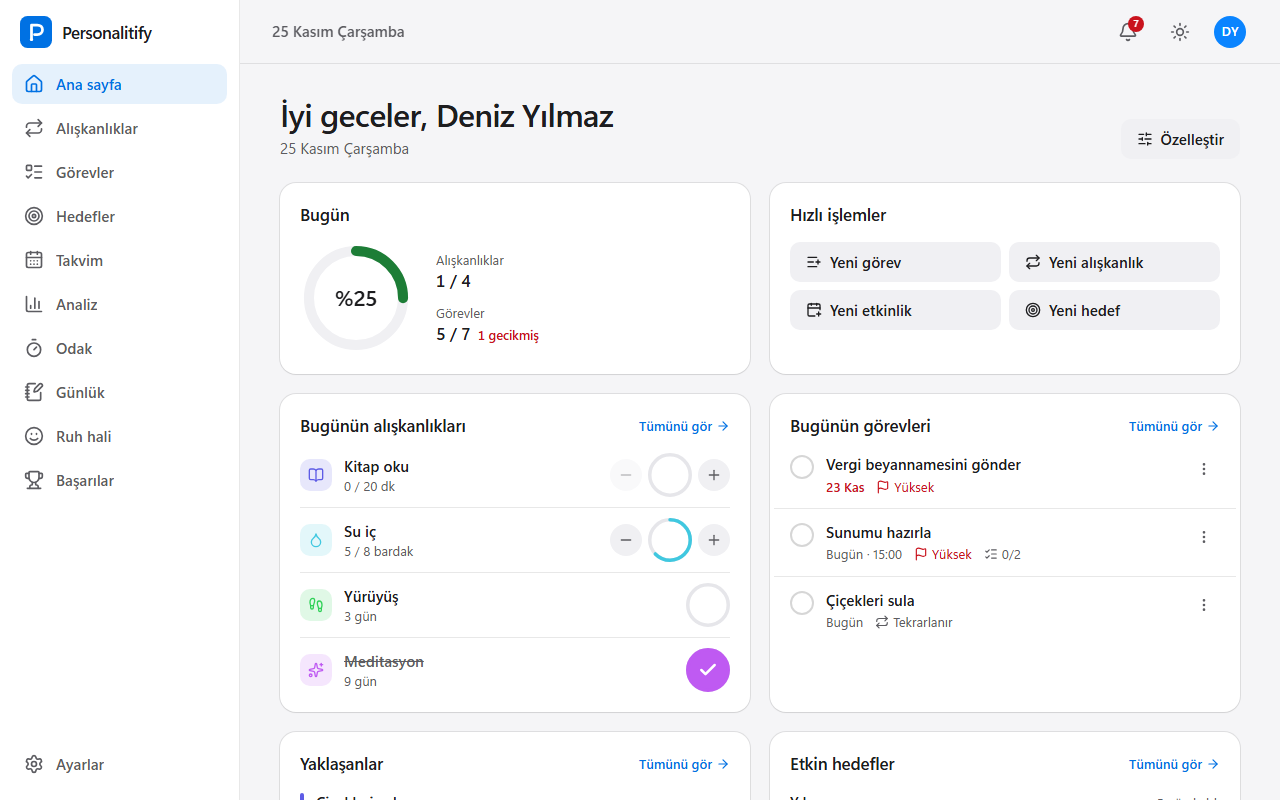 Personalitify
25 Kasım Çarşamba
7
DY
Ana sayfa
Alışkanlıklar
Görevler
Hedefler
Takvim
Analiz
Odak
Günlük
Ruh hali
Başarılar
Ayarlar
İyi geceler, Deniz Yılmaz
25 Kasım Çarşamba
Özelleştir
Bugün
%25
Alışkanlıklar
1 / 4
Görevler
5 / 7 1 gecikmiş
Hızlı işlemler
Yeni görev
Yeni alışkanlık
Yeni etkinlik
Yeni hedef
Bugünün alışkanlıkları
Tümünü gör
Kitap oku
0 / 20 dk
Su iç
5 / 8 bardak
Yürüyüş
3 gün
Meditasyon
9 gün
Bugünün görevleri
Tümünü gör
Vergi beyannamesini gönder
23 Kas Yüksek
Sunumu hazırla
Bugün · 15:00 Yüksek 0/2
Çiçekleri sula
Bugün Tekrarlanır
Yaklaşanlar
Tümünü gör
Etkin hedefler
Tümünü gör